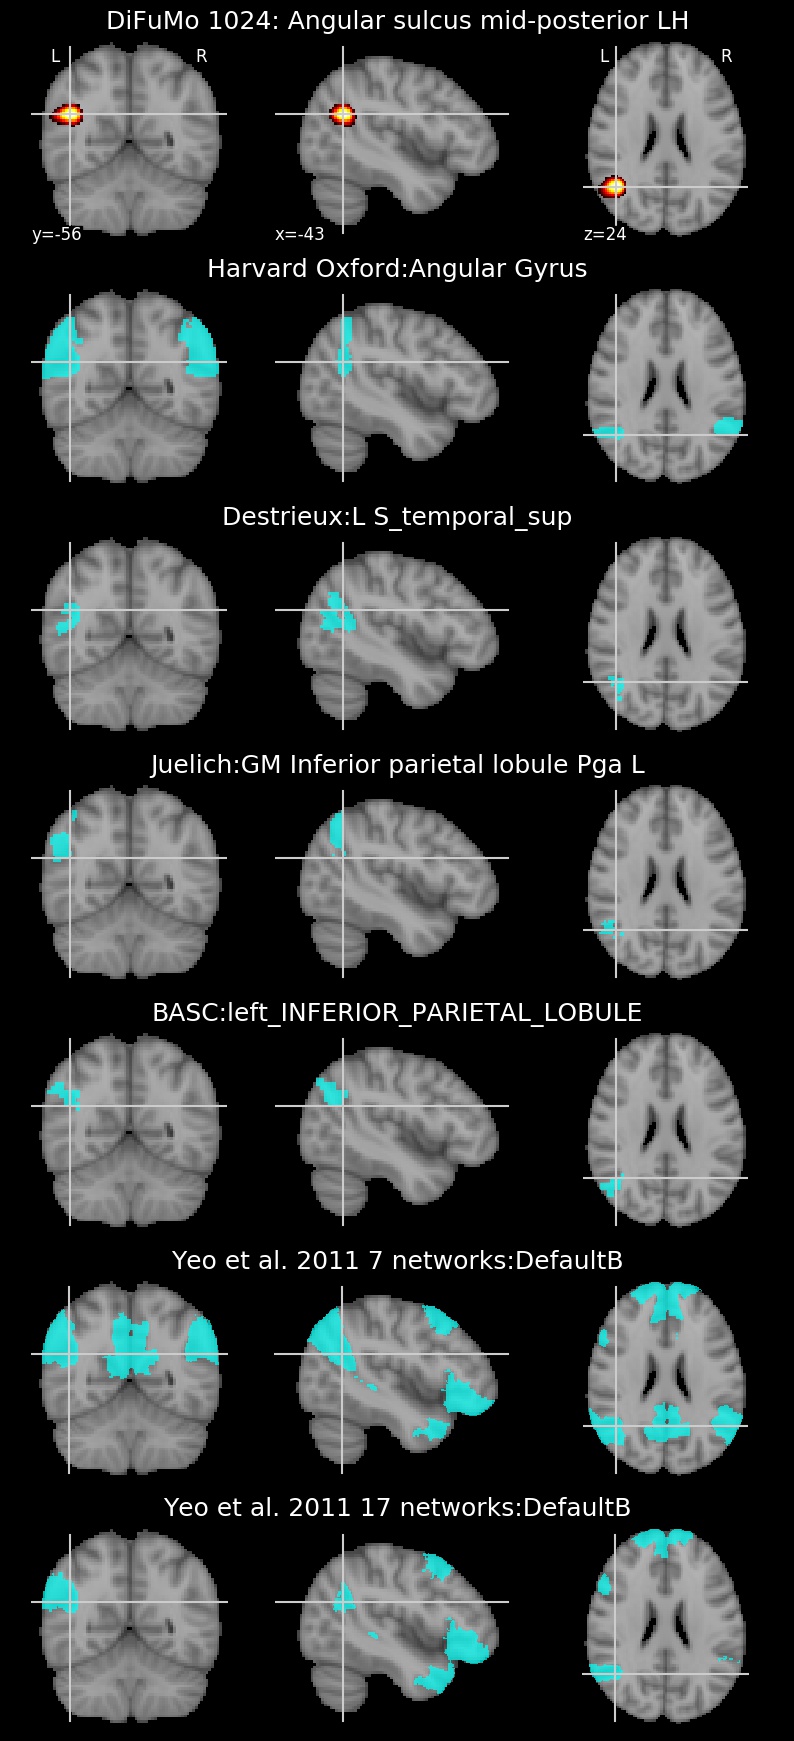 DiFuMo 1024: Angular sulcus mid-posterior LH
L R L R
y=-56 x=-43 z=24
Harvard Oxford:Angular Gyrus
Destrieux:L S_temporal_sup
Juelich:GM Inferior parietal lobule Pga L
BASC:left_INFERIOR_PARIETAL_LOBULE
Yeo et al. 2011 7 networks:DefaultB
Yeo et al. 2011 17 networks:DefaultB